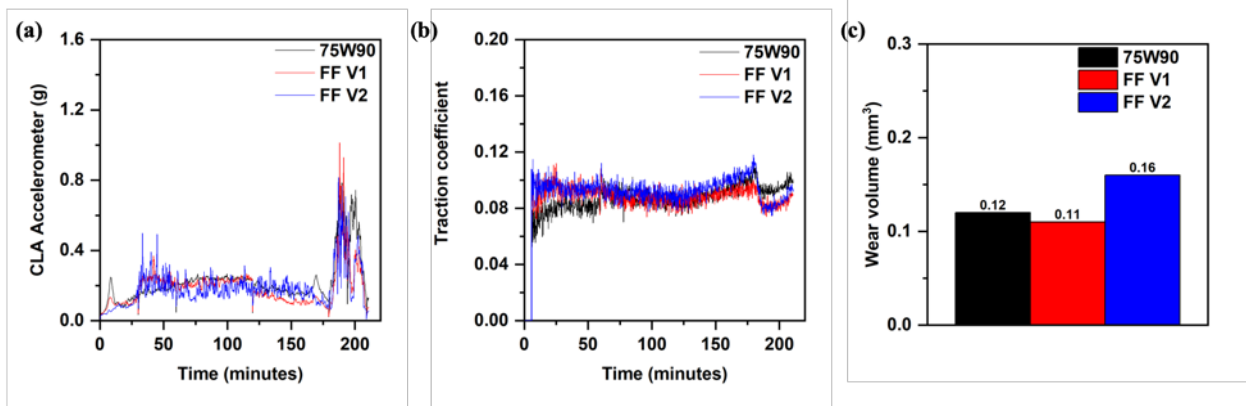 (a)
1.6
1.2
0.8
0.4
0.0
CLA Accelerometer (g)
75W90
FF V1
FF V2
0 50 100 150 200
Time (minutes)
(b)
0.20
0.16
0.12
0.08
0.04
0.00
Traction coefficient
75W90
FF V1
FF V2
0 50 100 150 200
Time (minutes)
(c)
0.3
0.2
0.1
0.0
Wear volume (mm³)
75W90
FF V1
FF V2
0.12
0.11
0.16